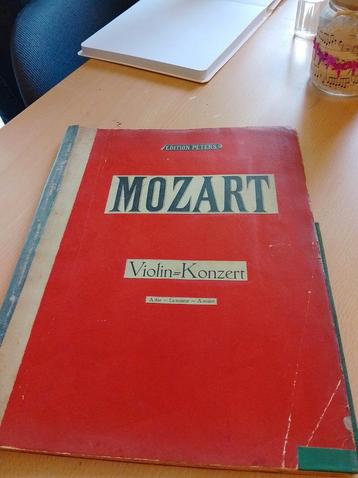 EDITION PETERS
MOZART
Violin=Konzert
A dur – La majeur – A major